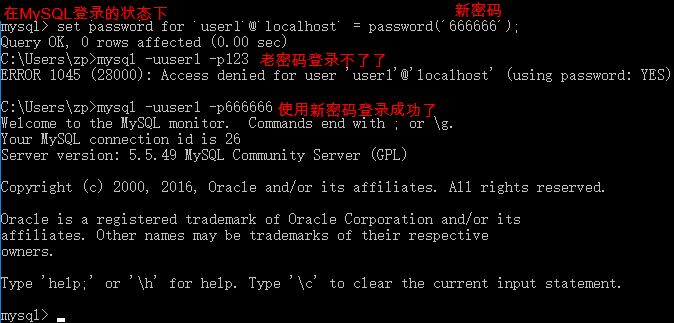 在MySQL登录的状态下 新密码
mysql> set password for `user1`@`localhost` = password('666666');
Query OK, 0 rows affected (0.00 sec)
C:\Users\zp>mysql -uuser1 -p123 老密码登录不了了
ERROR 1045 (28000): Access denied for user 'user1'@'localhost' (using password: YES)
C:\Users\zp>mysql -uuser1 -p666666 使用新密码登录成功了
Welcome to the MySQL monitor.  Commands end with ; or \g.
Your MySQL connection id is 26
Server version: 5.5.49 MySQL Community Server (GPL)
Copyright (c) 2000, 2016, Oracle and/or its affiliates. All rights reserved.
Oracle is a registered trademark of Oracle Corporation and/or its
affiliates. Other names may be trademarks of their respective
owners.
Type 'help;' or '\h' for help. Type '\c' to clear the current input statement.
mysql>